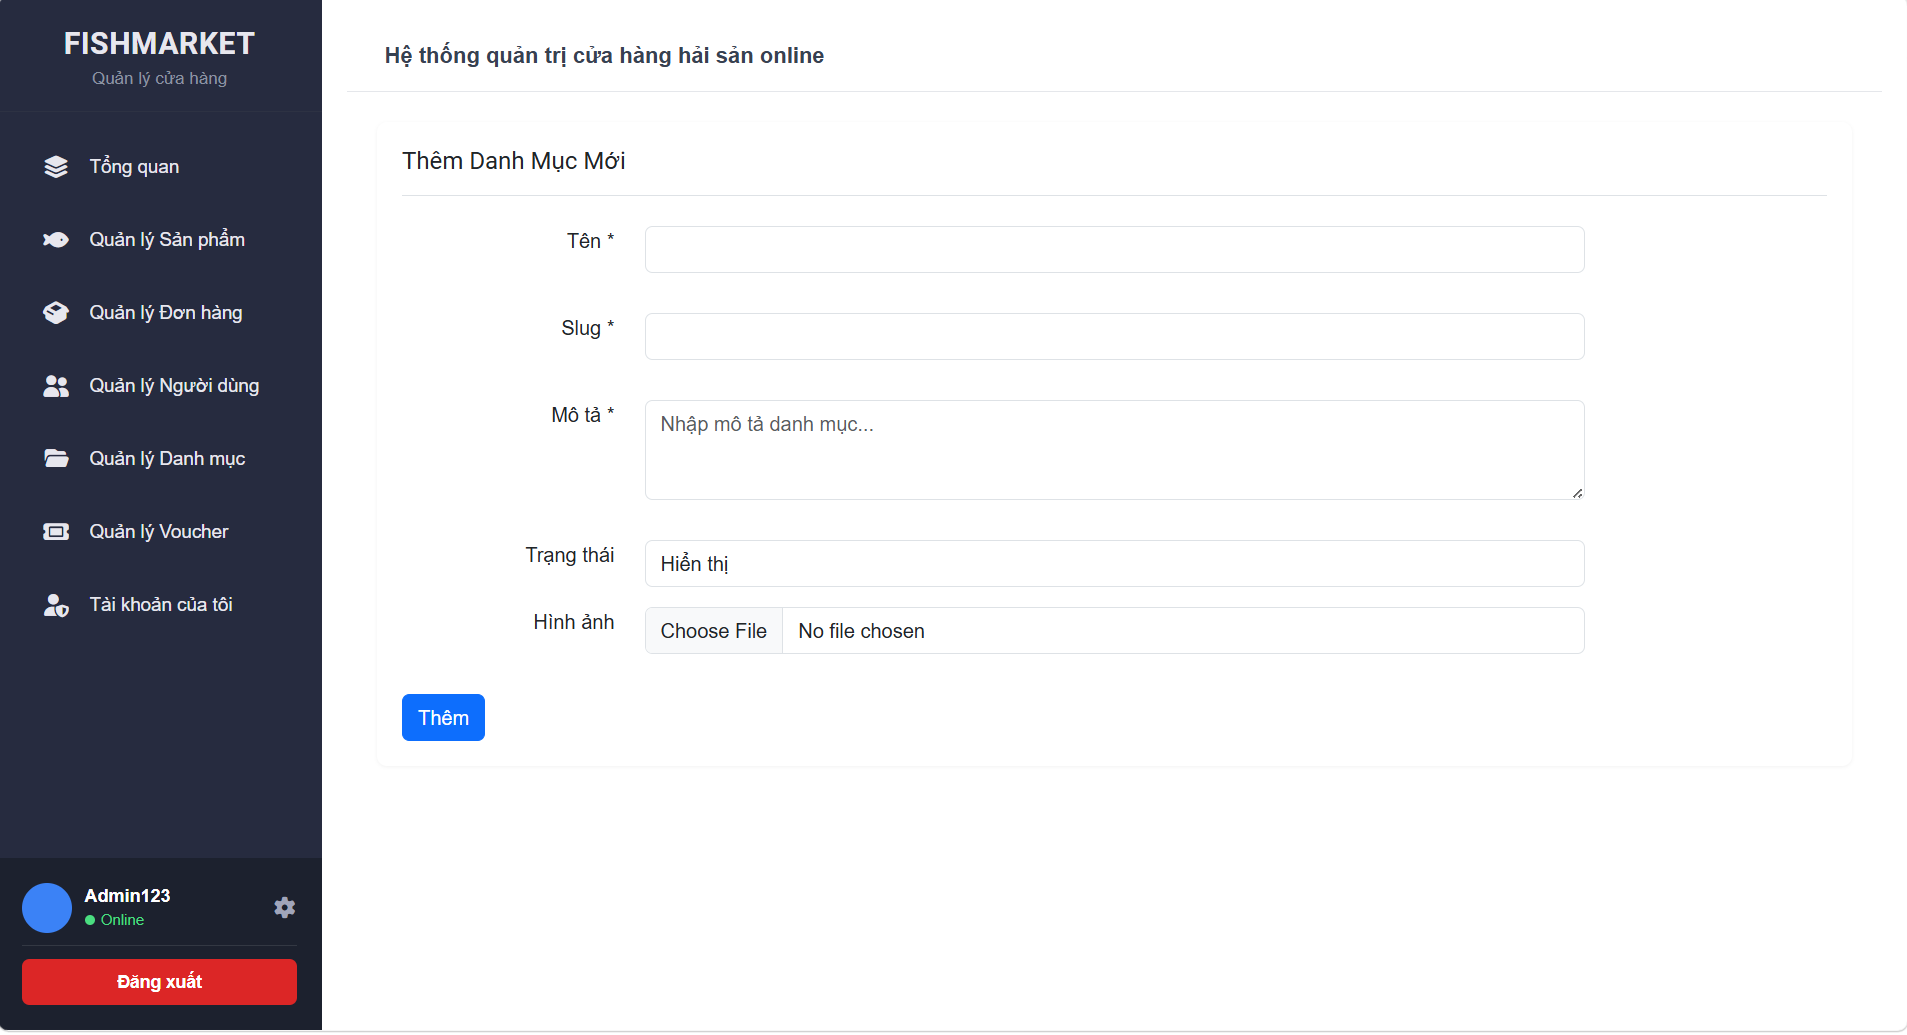 FISHMARKET
Quản lý cửa hàng
Tổng quan
Quản lý Sản phẩm
Quản lý Đơn hàng
Quản lý Người dùng
Quản lý Danh mục
Quản lý Voucher
Tài khoản của tôi
Admin123
Online
Đăng xuất
Hệ thống quản trị cửa hàng hải sản online
Thêm Danh Mục Mới
Tên *
Slug *
Mô tả *
Nhập mô tả danh mục...
Trạng thái
Hiển thị
Hình ảnh
Choose File No file chosen
Thêm